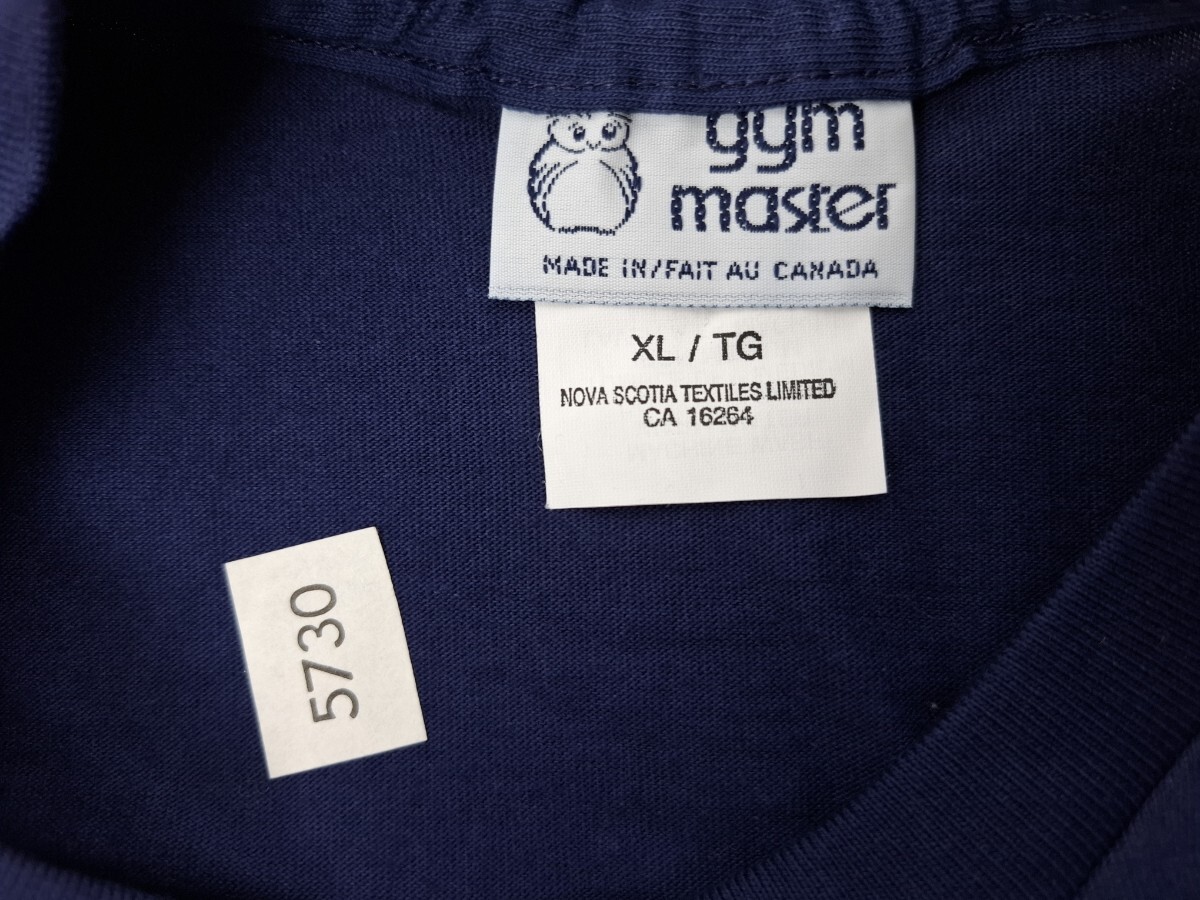 gym
master
MADE IN/FAIT AU CANADA
XL / TG
NOVA SCOTIA TEXTILES LIMITED
CA 16264
5730